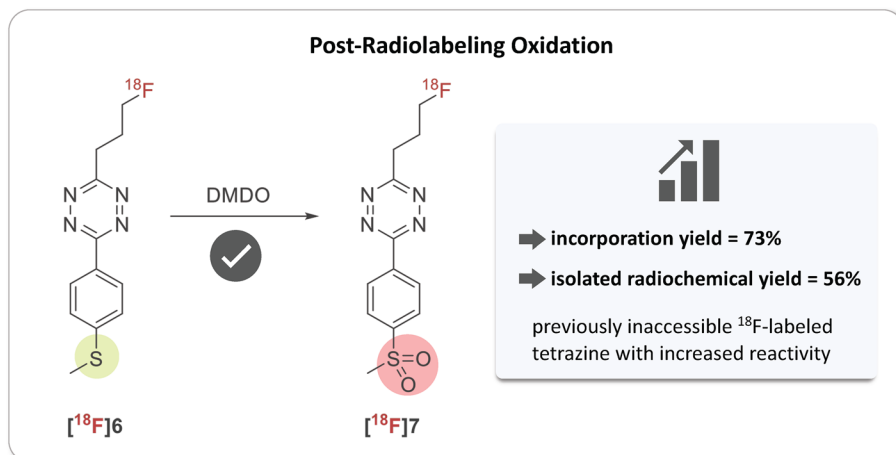 Post-Radiolabeling Oxidation
¹⁸F
N N
N N
S
[¹⁸F]6
DMDO
¹⁸F
N N
N N
S=O
O
[¹⁸F]7
incorporation yield = 73%
isolated radiochemical yield = 56%
previously inaccessible ¹⁸F-labeled
tetrazine with increased reactivity